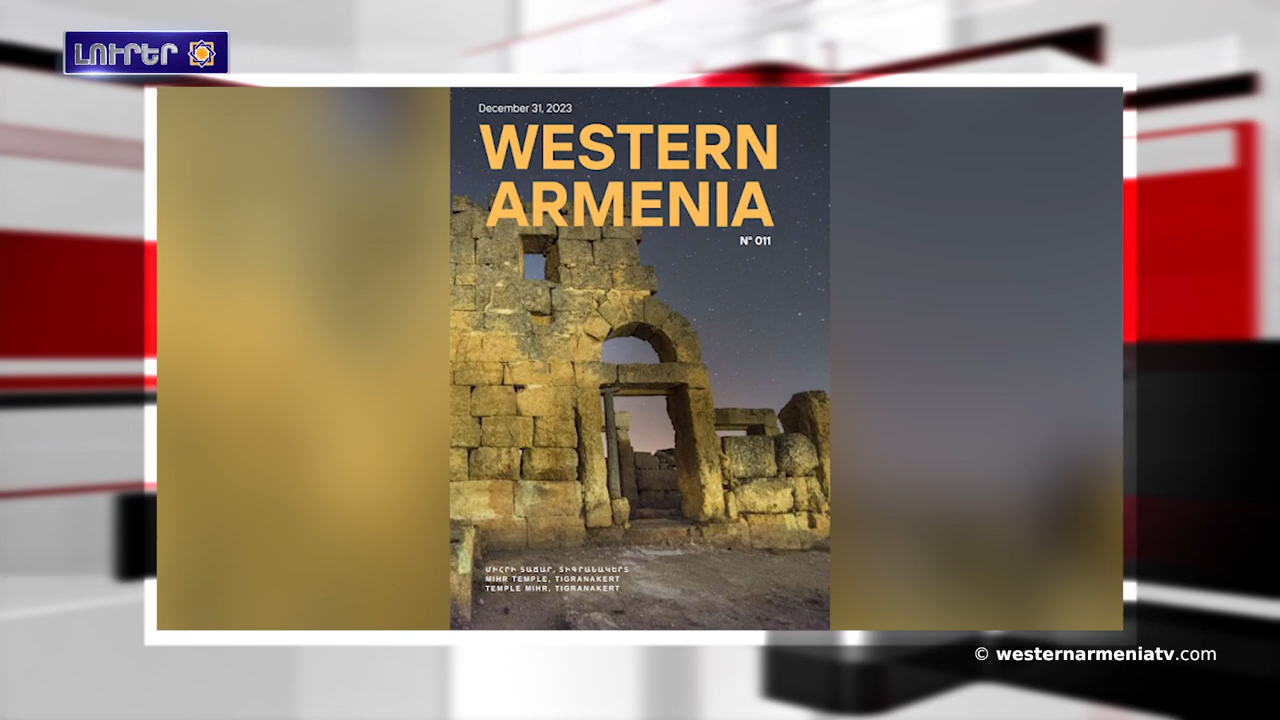 ԼՈՒՐԵՐ
December 31, 2023
WESTERN
ARMENIA
N° 011
ՄԻՀՐԻ ՏԱՃԱՐ, ՏԻԳՐԱՆԱԿԵՐՏ
MIHR TEMPLE, TIGRANAKERT
TEMPLE MIHR, TIGRANAKERT
© westernarmeniatv.com